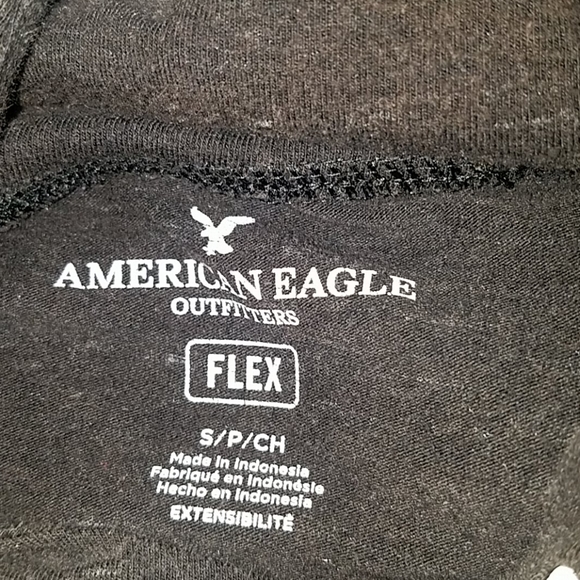 AMERICAN EAGLE
OUTFITTERS
FLEX
S/P/CH
Made in Indonesia
Fabriqué en Indonésie
Hecho en Indonesia
EXTENSIBILITÉ